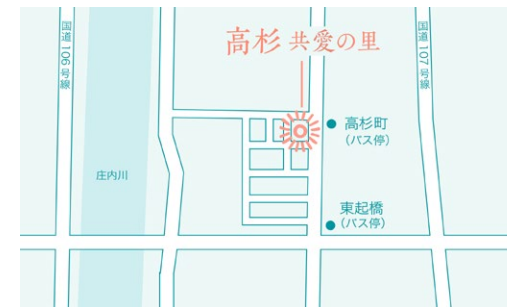 国道106号線
高杉 共愛の里
国道107号線
高杉町
(バス停)
庄内川
東起橋
(バス停)